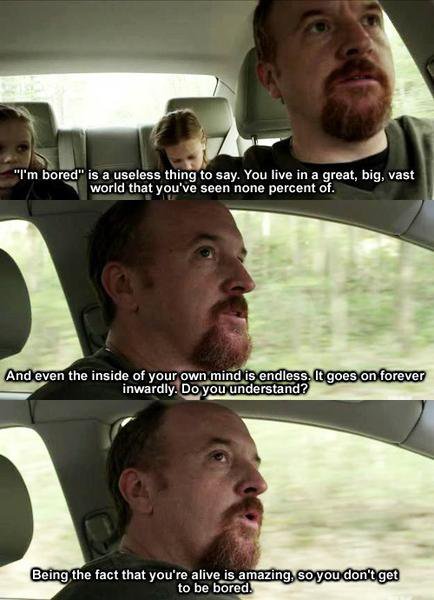 "I'm bored" is a useless thing to say. You live in a great, big, vast
world that you've seen none percent of.
And even the inside of your own mind is endless. It goes on forever
inwardly. Do you understand?
Being the fact that you're alive is amazing, so you don't get
to be bored.